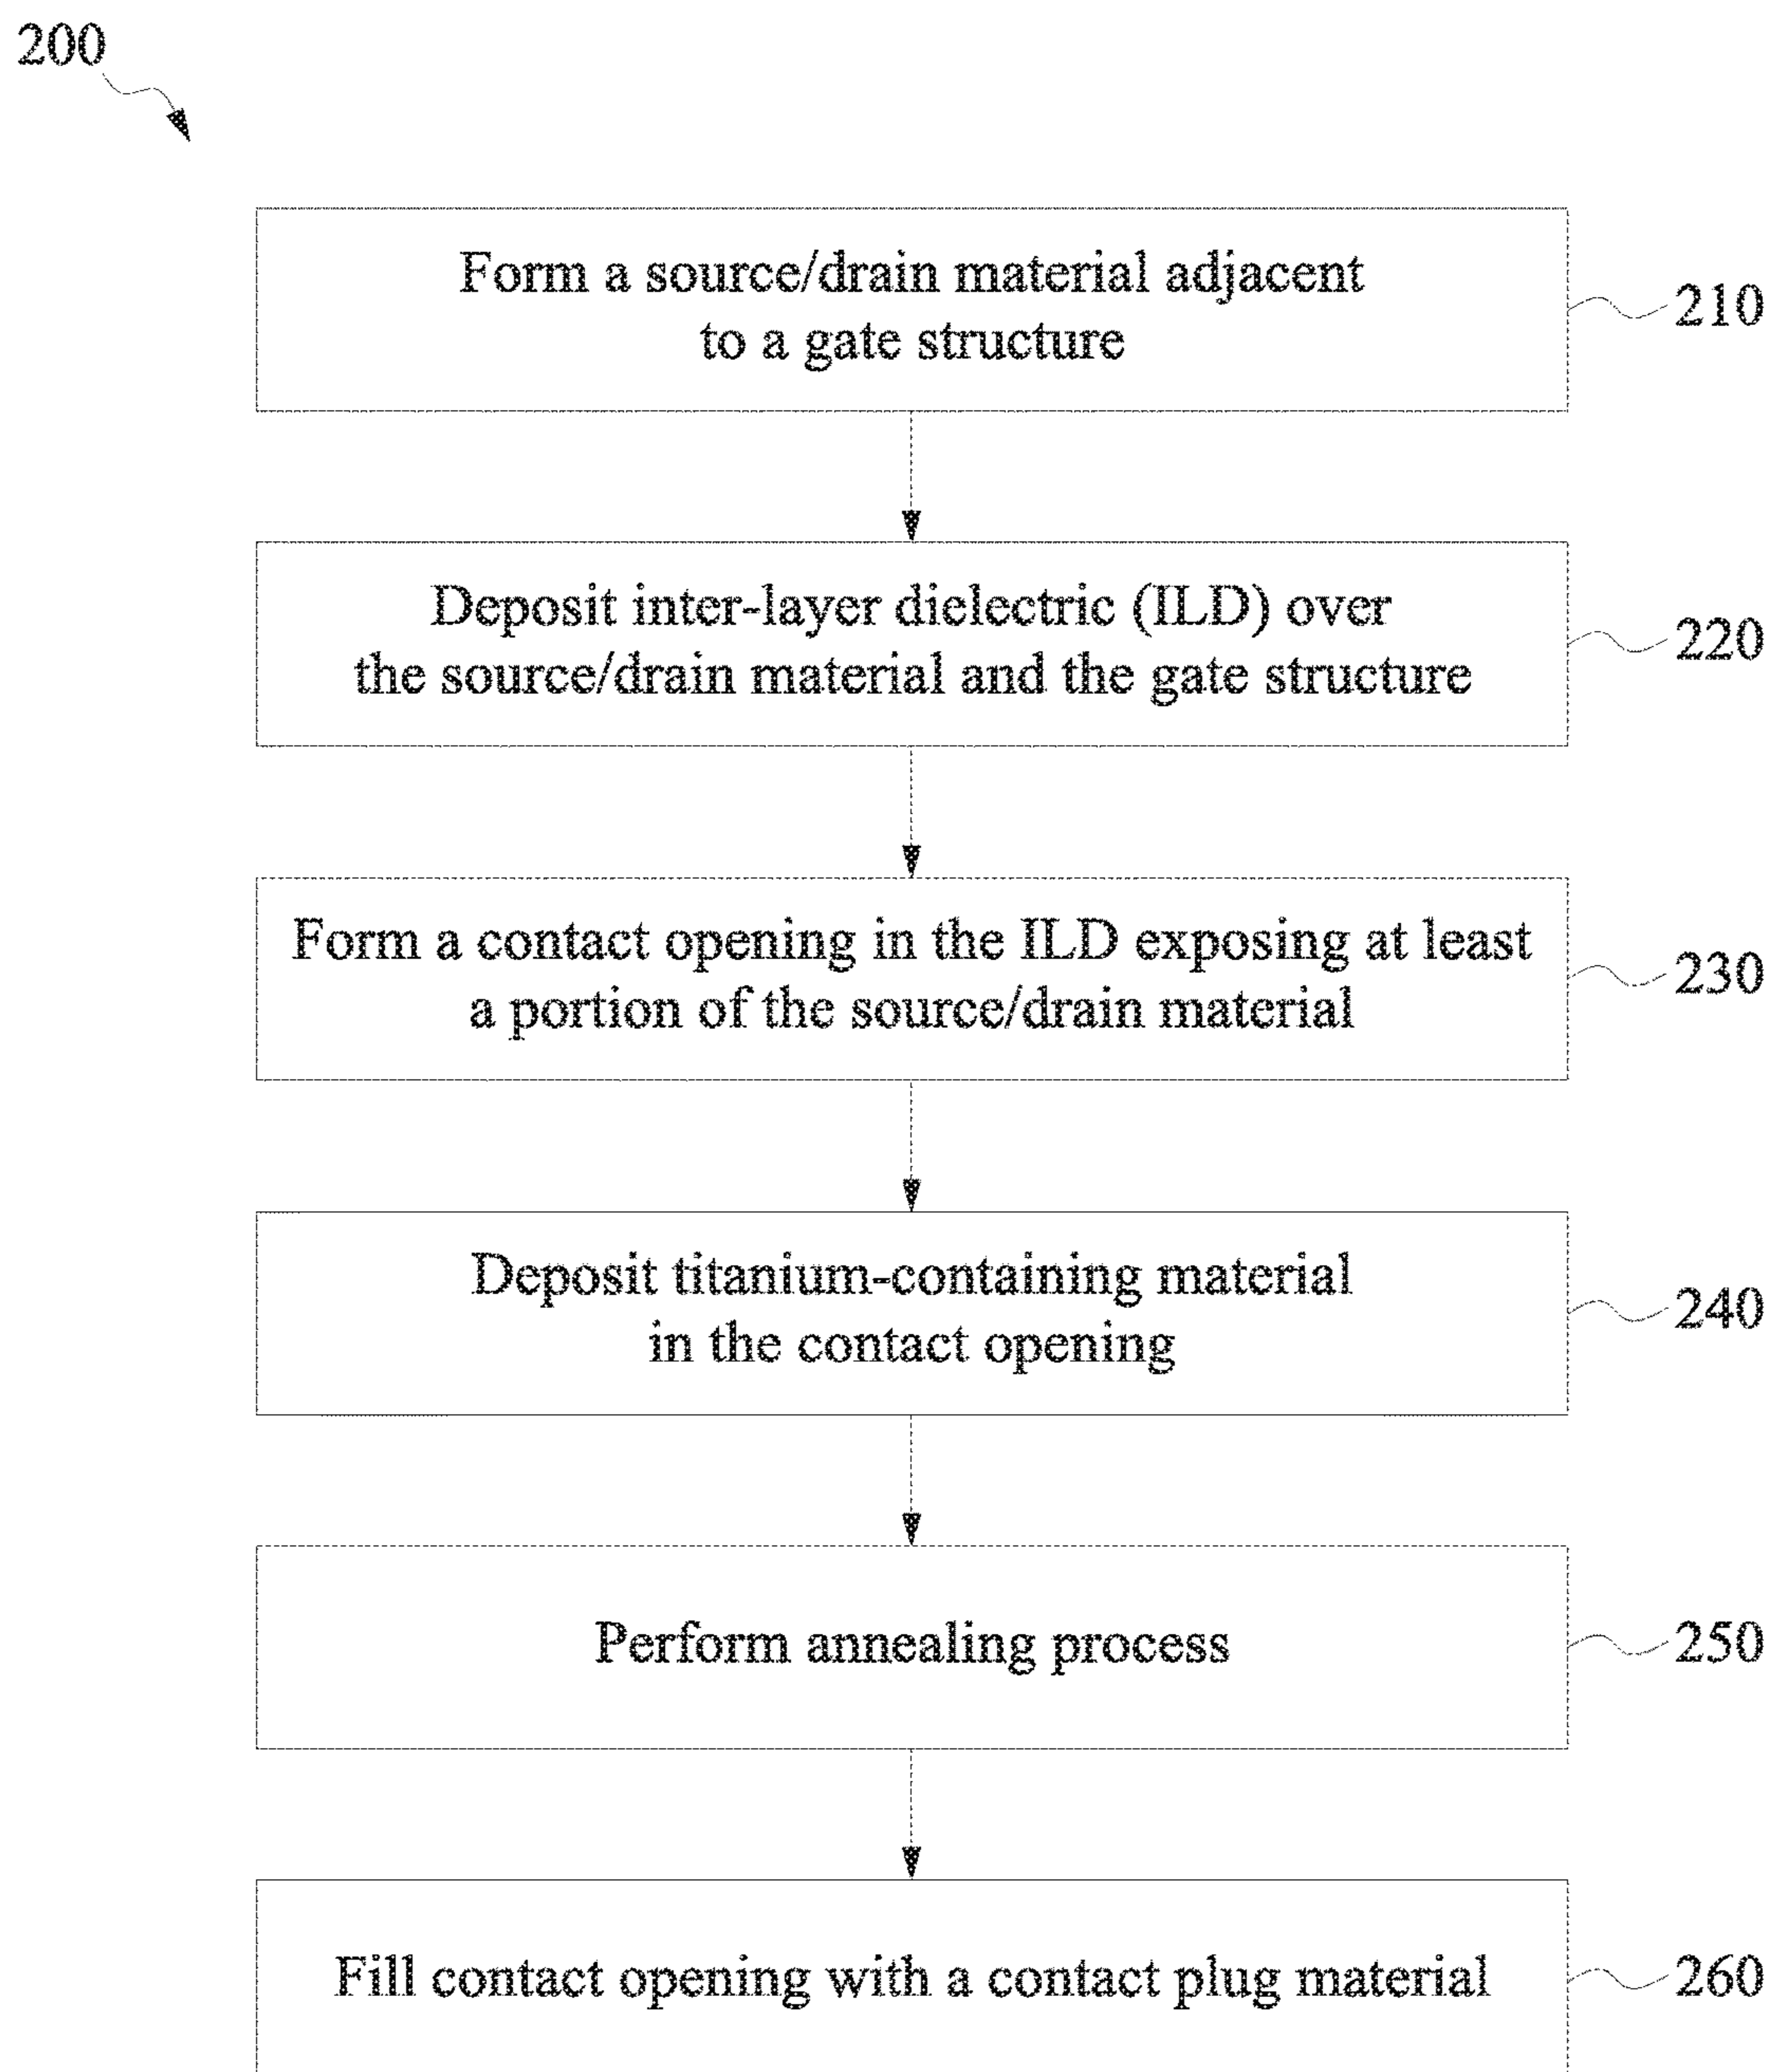 200
Form a source/drain material adjacent
to a gate structure
210
Deposit inter-layer dielectric (ILD) over
the source/drain material and the gate structure
220
Form a contact opening in the ILD exposing at least
a portion of the source/drain material
230
Deposit titanium-containing material
in the contact opening
240
Perform annealing process
250
Fill contact opening with a contact plug material
260